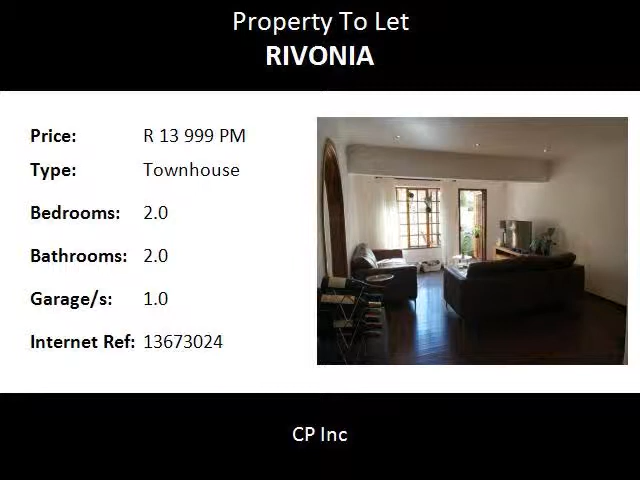 Property To Let
RIVONIA
Price: R 13 999 PM
Type: Townhouse
Bedrooms: 2.0
Bathrooms: 2.0
Garage/s: 1.0
Internet Ref: 13673024
CP Inc